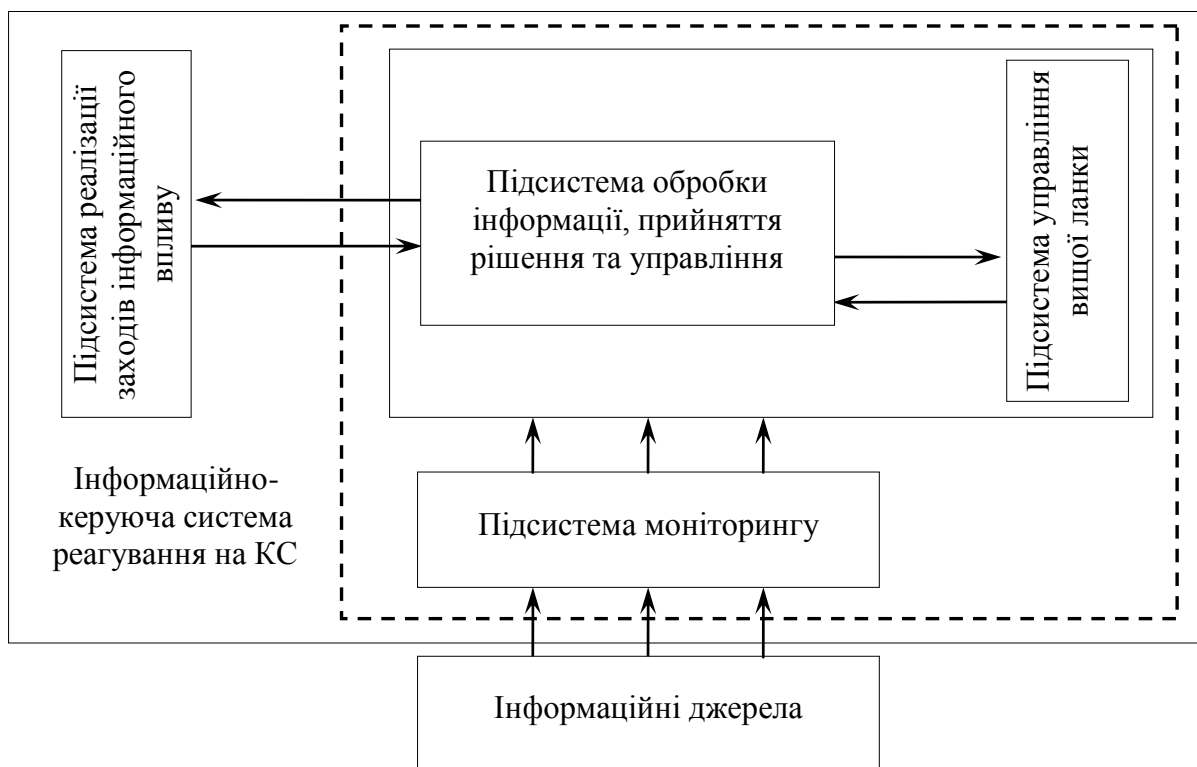 Підсистема реалізації
заходів інформаційного
впливу
Підсистема обробки
інформації, прийняття
рішення та управління
Підсистема управління
вищої ланки
Інформаційно-
керуюча система
реагування на КС
Підсистема моніторингу
Інформаційні джерела